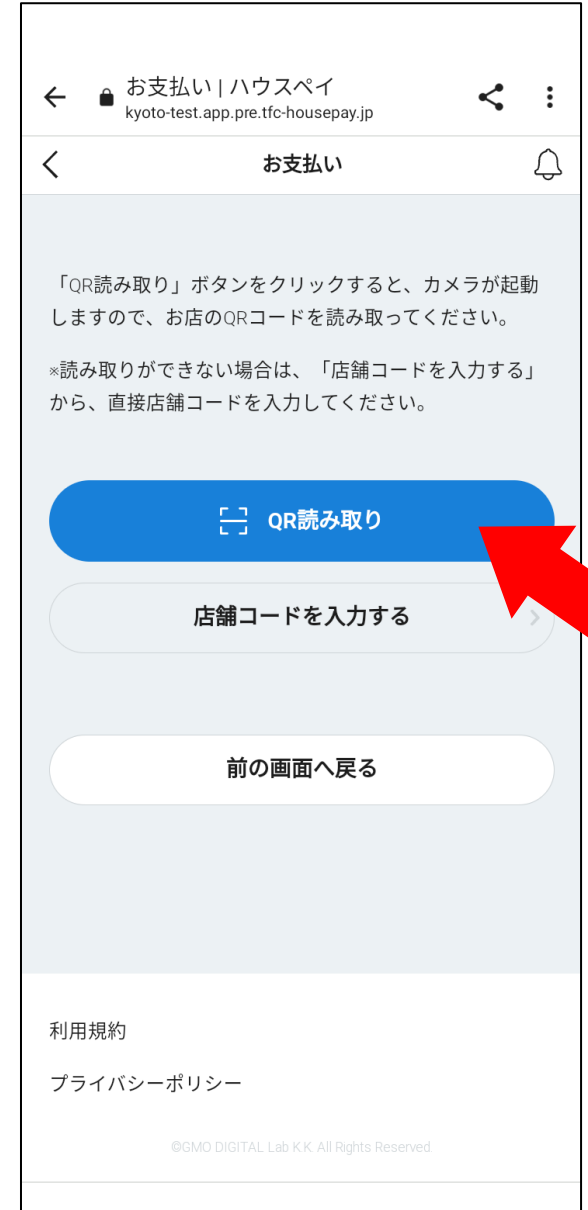 お支払い | ハウスペイ
kyoto-test.app.pre.tfc-housepay.jp
お支払い
「QR読み取り」ボタンをクリックすると、カメラが起動
しますので、お店のQRコードを読み取ってください。
※読み取りができない場合は、「店舗コードを入力する」
から、直接店舗コードを入力してください。
QR読み取り
店舗コードを入力する
前の画面へ戻る
利用規約
プライバシーポリシー
©GMO DIGITAL Lab K.K. All Rights Reserved.